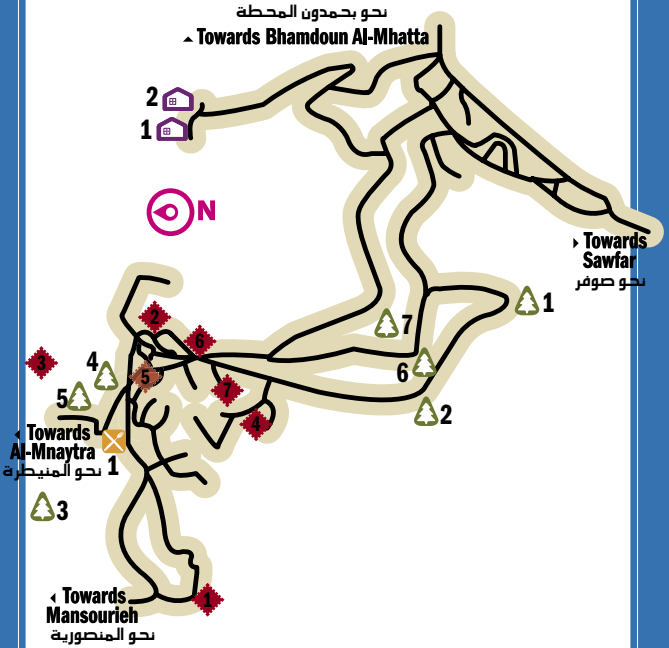 نحو بحمدون المحطة
Towards Bhamdoun Al-Mhatta
2
1
N
Towards
Sawfar
نحو صوفر
1
2
6
7
3
4
5
5
6
7
2
4
Towards
Al-Mnaytra
نحو المنيطرة
1
3
Towards
Mansourieh
نحو المنصورية
1